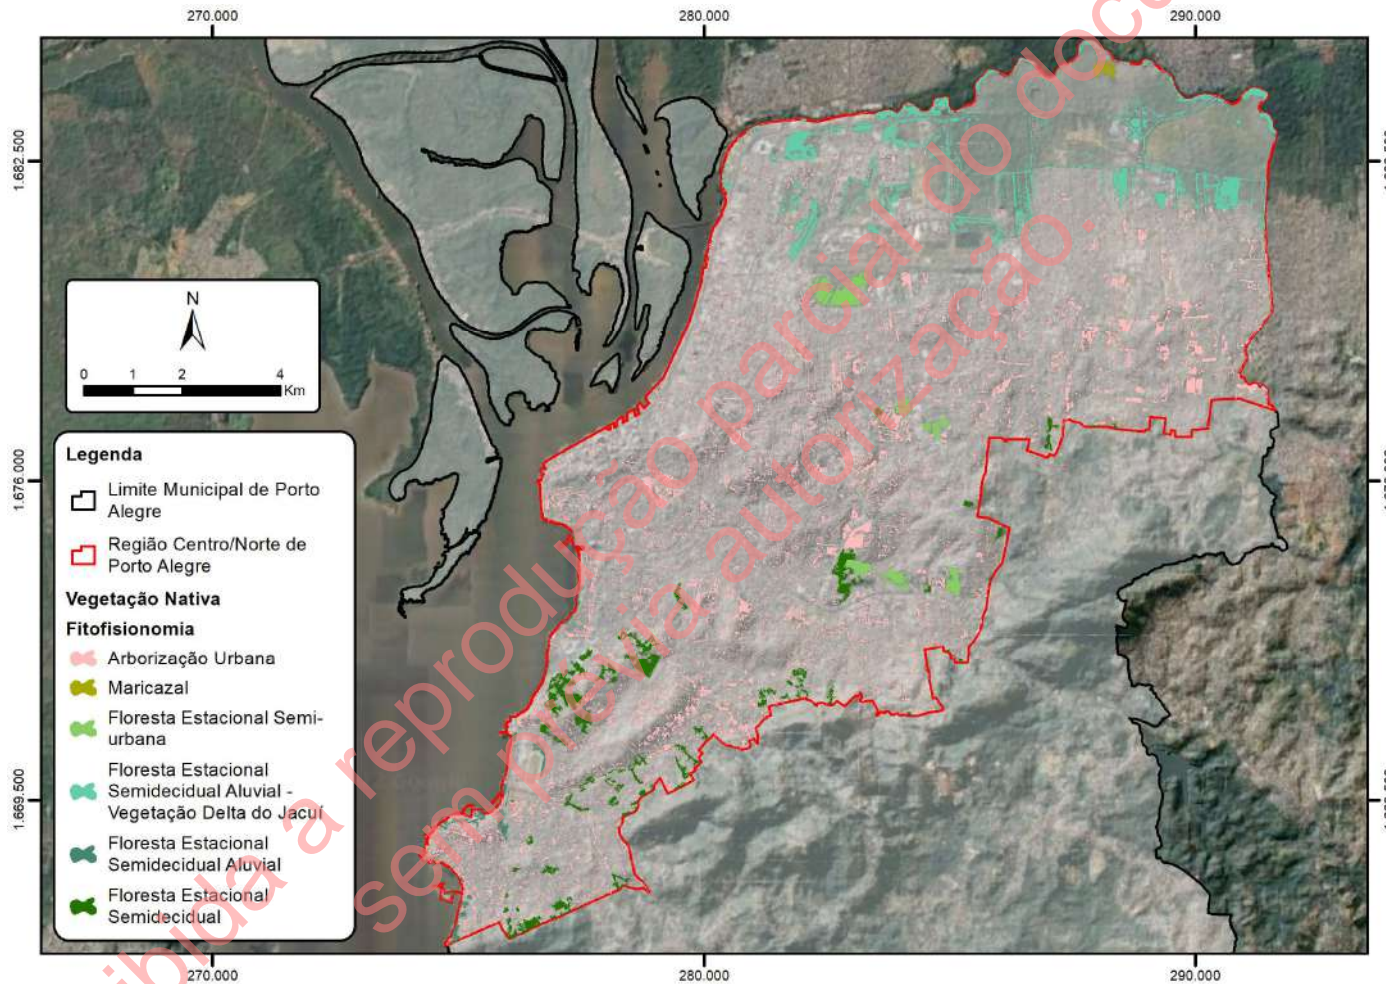 270.000
280.000
290.000
1.682.500
N
0 1 2 4
Km
Legenda
Limite Municipal de Porto
Alegre
Região Centro/Norte de
Porto Alegre
Vegetação Nativa
Fitofisionomia
Arborização Urbana
Maricazal
Floresta Estacional Semi-
urbana
Floresta Estacional
Semidecidual Aluvial -
Vegetação Delta do Jacuí
Floresta Estacional
Semidecidual Aluvial
Floresta Estacional
Semidecidual
1.676.000
1.669.500
270.000
280.000
290.000
ibida a reprodução parcial do docu
sem prévia autorização.